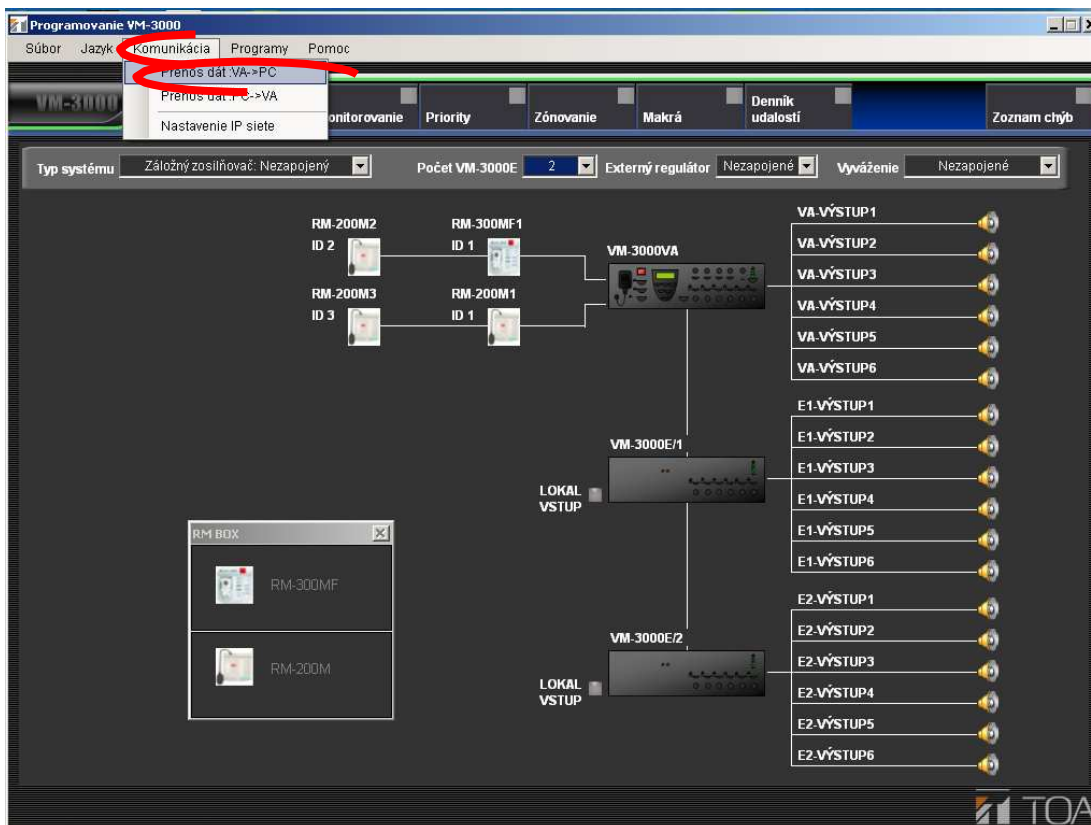 Programovanie VM-3000
Súbor Jazyk Komunikácia Programy Pomoc
Prenos dát :VA->PC
Prenos dát :PC->VA
Nastavenie IP siete
VM-3000
onitorovanie
Priority
Zónovanie
Makrá
Denník
udalostí
Zoznam chýb
Typ systému Záložný zosilňovač: Nezapojený Počet VM-3000E 2 Externý regulátor Nezapojené Vyváženie Nezapojené
RM-200M2
ID 2
RM-300MF1
ID 1
RM-200M3
ID 3
RM-200M1
ID 1
VM-3000VA
VA-VÝSTUP1
VA-VÝSTUP2
VA-VÝSTUP3
VA-VÝSTUP4
VA-VÝSTUP5
VA-VÝSTUP6
VM-3000E/1
LOKAL
VSTUP
E1-VÝSTUP1
E1-VÝSTUP2
E1-VÝSTUP3
E1-VÝSTUP4
E1-VÝSTUP5
E1-VÝSTUP6
RM BOX
RM-300MF
RM-200M
VM-3000E/2
LOKAL
VSTUP
E2-VÝSTUP1
E2-VÝSTUP2
E2-VÝSTUP3
E2-VÝSTUP4
E2-VÝSTUP5
E2-VÝSTUP6
TOA